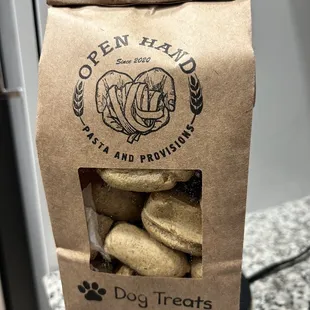 OPEN HAND
Since 2020
PASTA AND PROVISIONS
Dog Treats